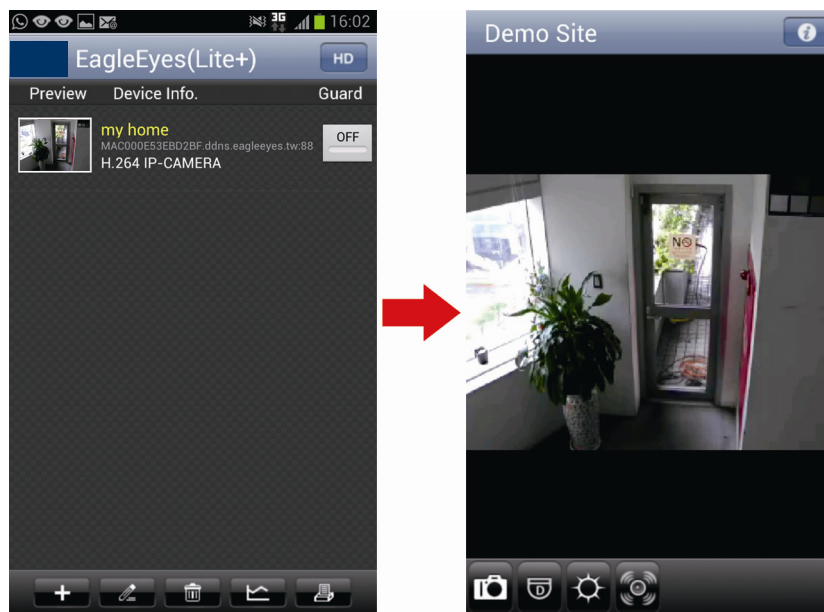 3G 16:02
EagleEyes(Lite+) HD
Preview Device Info. Guard
my home
MAC000E53EBD2BF.ddns.eagleeyes.tw:88
H.264 IP-CAMERA
OFF
Demo Site
NO
D